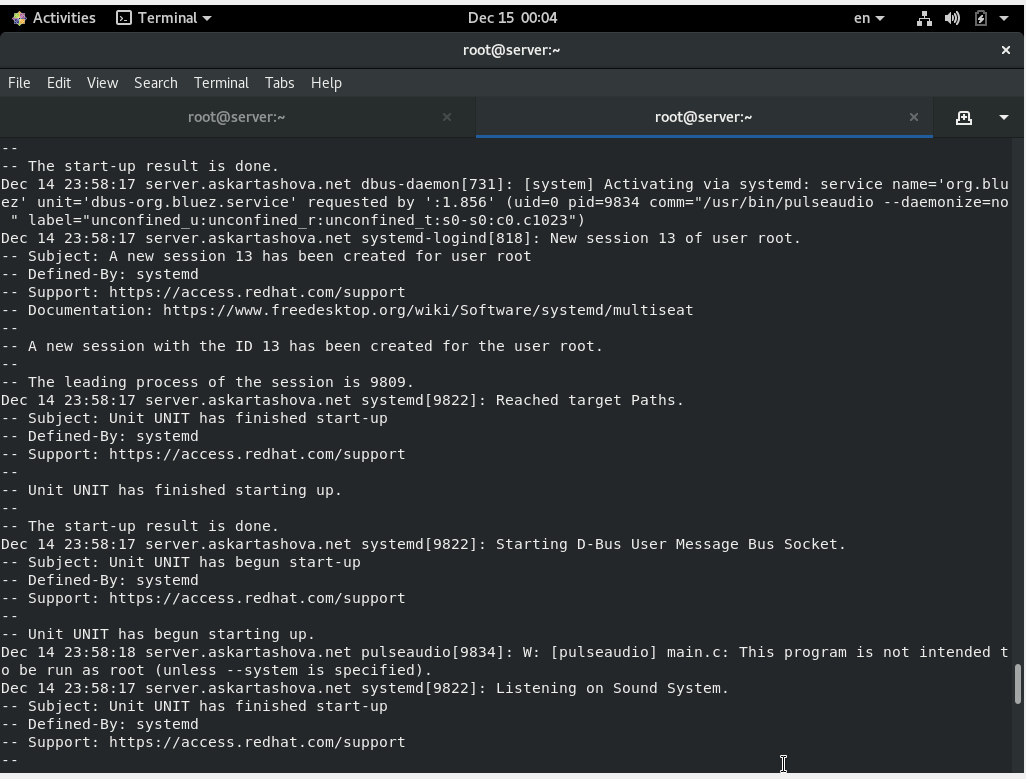 Activities Terminal Dec 15 00:04 en
root@server:~
File Edit View Search Terminal Tabs Help
root@server:~ root@server:~
--
-- The start-up result is done.
Dec 14 23:58:17 server.askartashova.net dbus-daemon[731]: [system] Activating via systemd: service name='org.blu
ez' unit='dbus-org.bluez.service' requested by ':1.856' (uid=0 pid=9834 comm="/usr/bin/pulseaudio --daemonize=no
 " label="unconfined_u:unconfined_r:unconfined_t:s0-s0:c0.c1023")
Dec 14 23:58:17 server.askartashova.net systemd-logind[818]: New session 13 of user root.
-- Subject: A new session 13 has been created for user root
-- Defined-By: systemd
-- Support: https://access.redhat.com/support
-- Documentation: https://www.freedesktop.org/wiki/Software/systemd/multiseat
--
-- A new session with the ID 13 has been created for the user root.
--
-- The leading process of the session is 9809.
Dec 14 23:58:17 server.askartashova.net systemd[9822]: Reached target Paths.
-- Subject: Unit UNIT has finished start-up
-- Defined-By: systemd
-- Support: https://access.redhat.com/support
--
-- Unit UNIT has finished starting up.
--
-- The start-up result is done.
Dec 14 23:58:17 server.askartashova.net systemd[9822]: Starting D-Bus User Message Bus Socket.
-- Subject: Unit UNIT has begun start-up
-- Defined-By: systemd
-- Support: https://access.redhat.com/support
--
-- Unit UNIT has begun starting up.
Dec 14 23:58:18 server.askartashova.net pulseaudio[9834]: W: [pulseaudio] main.c: This program is not intended t
o be run as root (unless --system is specified).
Dec 14 23:58:17 server.askartashova.net systemd[9822]: Listening on Sound System.
-- Subject: Unit UNIT has finished start-up
-- Defined-By: systemd
-- Support: https://access.redhat.com/support
--